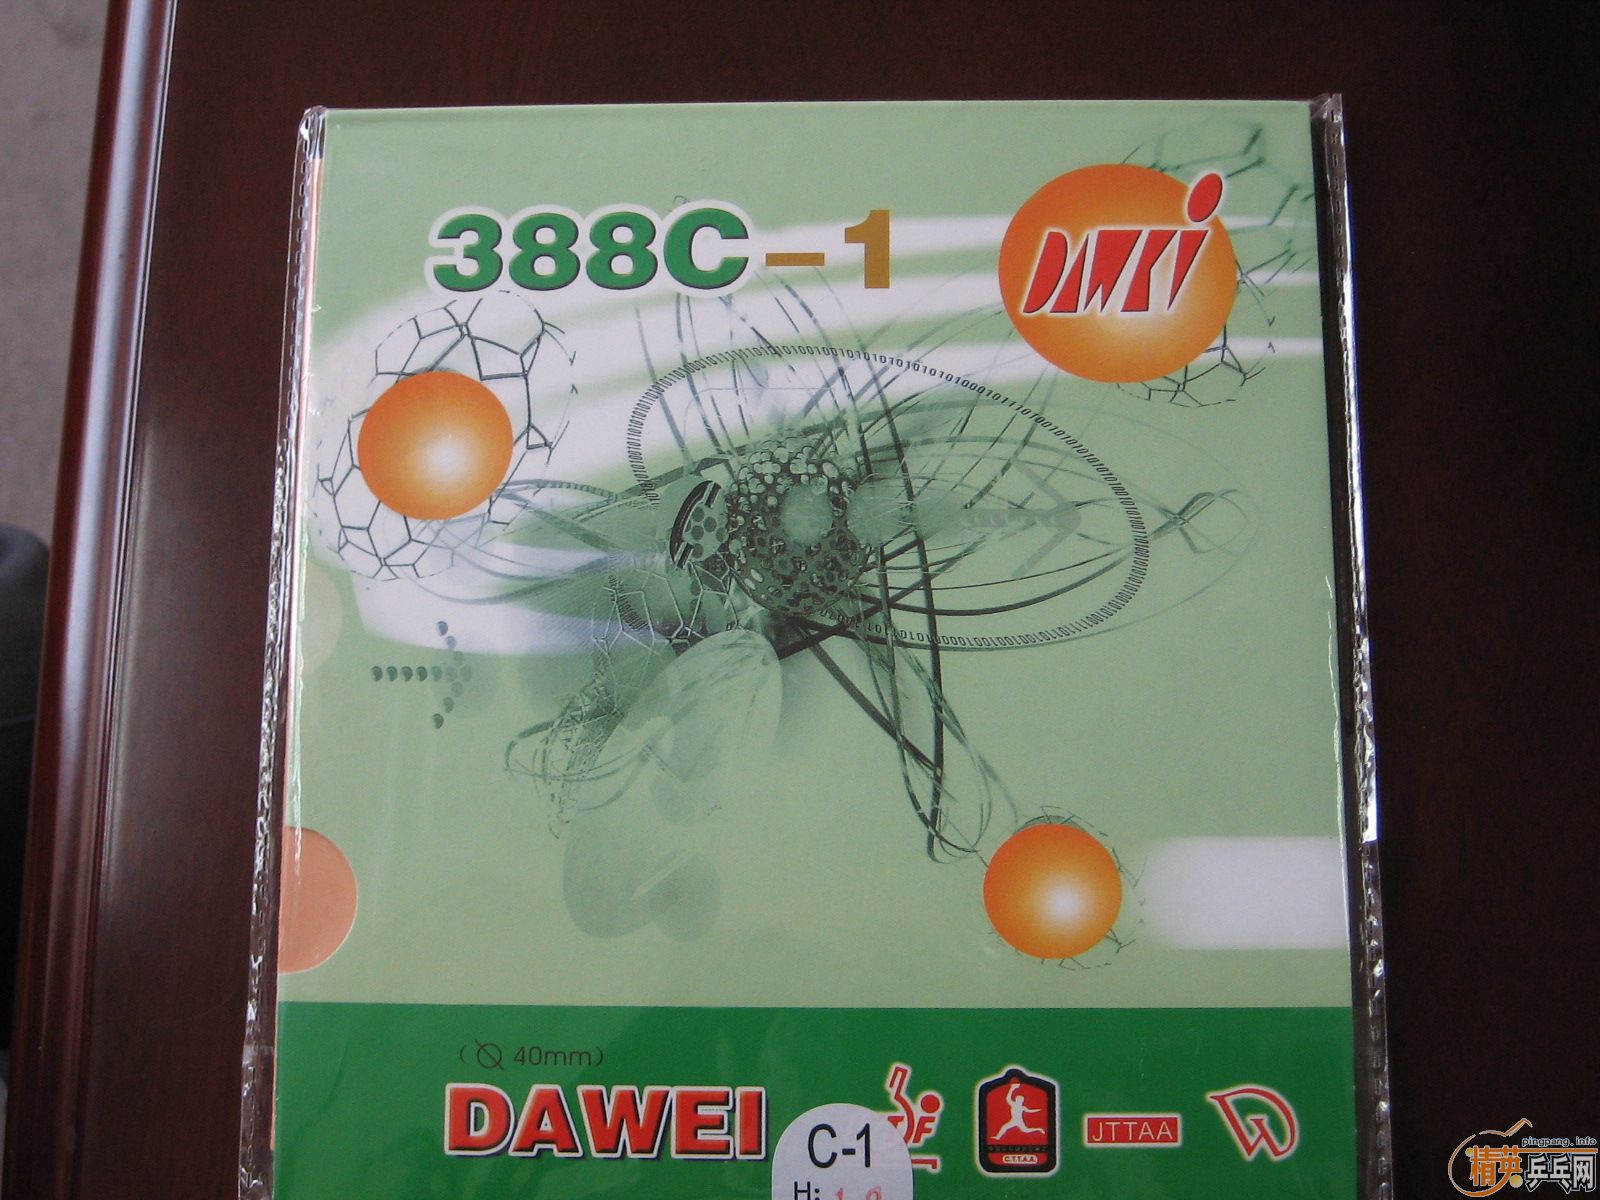 388C-1
DAWEI
(Ø 40mm)
DAWEI
C-1
H:
C.T.T.A.A.
JTTAA
pingpang.info
精英乒乓网